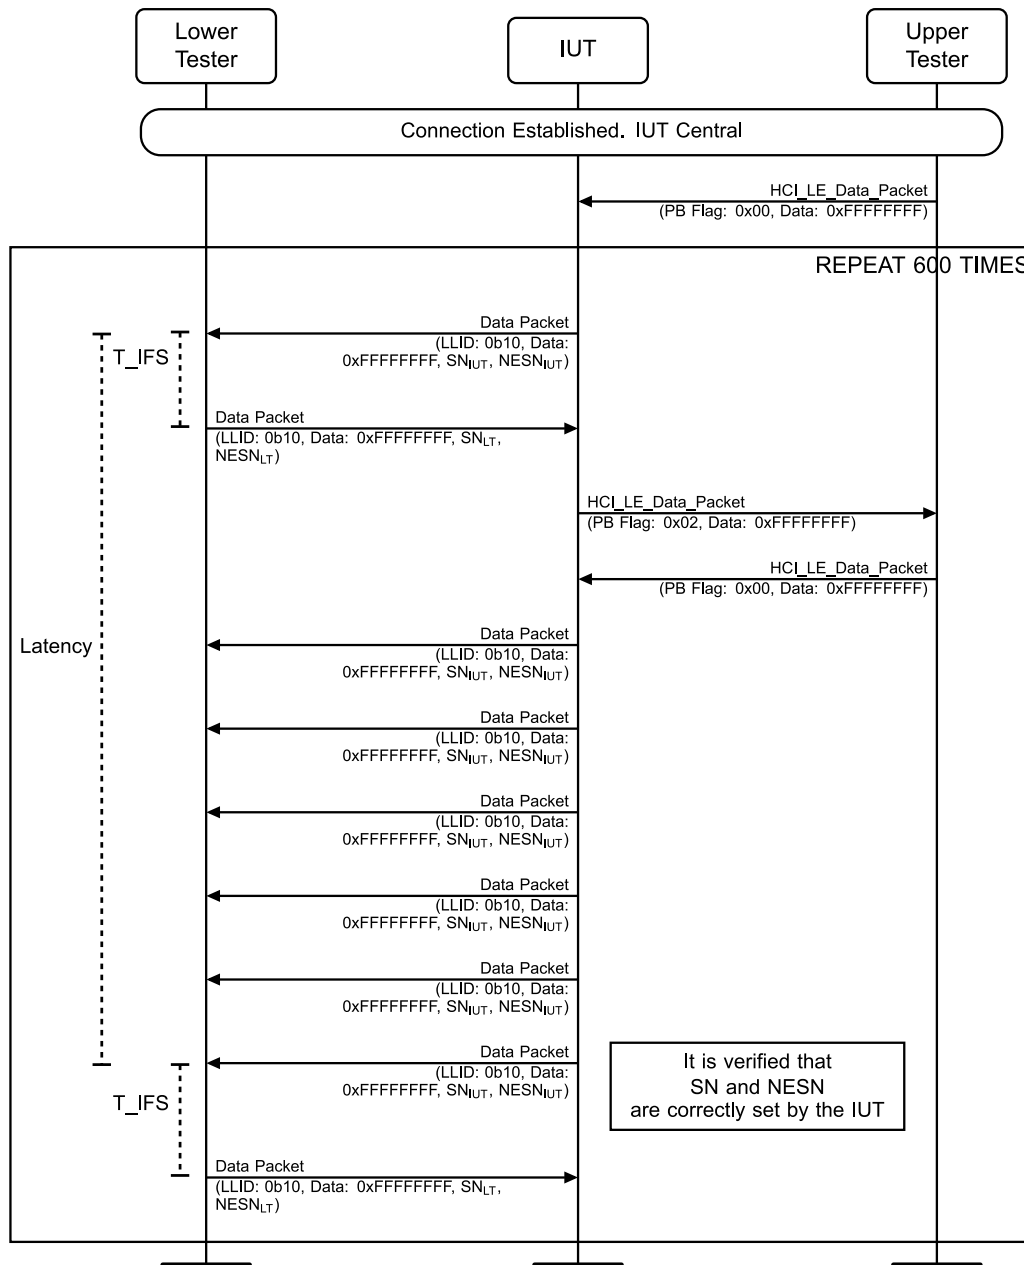 Lower
Tester
IUT
Upper
Tester
Connection Established. IUT Central
HCI_LE_Data_Packet
(PB Flag: 0x00, Data: 0xFFFFFFFF)
REPEAT 600 TIMES
Data Packet
(LLID: 0b10, Data:
0xFFFFFFFF, SNIUT, NESNIUT)
T_IFS
Data Packet
(LLID: 0b10, Data: 0xFFFFFFFF, SNLT,
NESNLT)
HCI_LE_Data_Packet
(PB Flag: 0x02, Data: 0xFFFFFFFF)
HCI_LE_Data_Packet
(PB Flag: 0x00, Data: 0xFFFFFFFF)
Latency
Data Packet
(LLID: 0b10, Data:
0xFFFFFFFF, SNIUT, NESNIUT)
Data Packet
(LLID: 0b10, Data:
0xFFFFFFFF, SNIUT, NESNIUT)
Data Packet
(LLID: 0b10, Data:
0xFFFFFFFF, SNIUT, NESNIUT)
Data Packet
(LLID: 0b10, Data:
0xFFFFFFFF, SNIUT, NESNIUT)
Data Packet
(LLID: 0b10, Data:
0xFFFFFFFF, SNIUT, NESNIUT)
Data Packet
(LLID: 0b10, Data:
0xFFFFFFFF, SNIUT, NESNIUT)
It is verified that
SN and NESN
are correctly set by the IUT
T_IFS
Data Packet
(LLID: 0b10, Data: 0xFFFFFFFF, SNLT,
NESNLT)